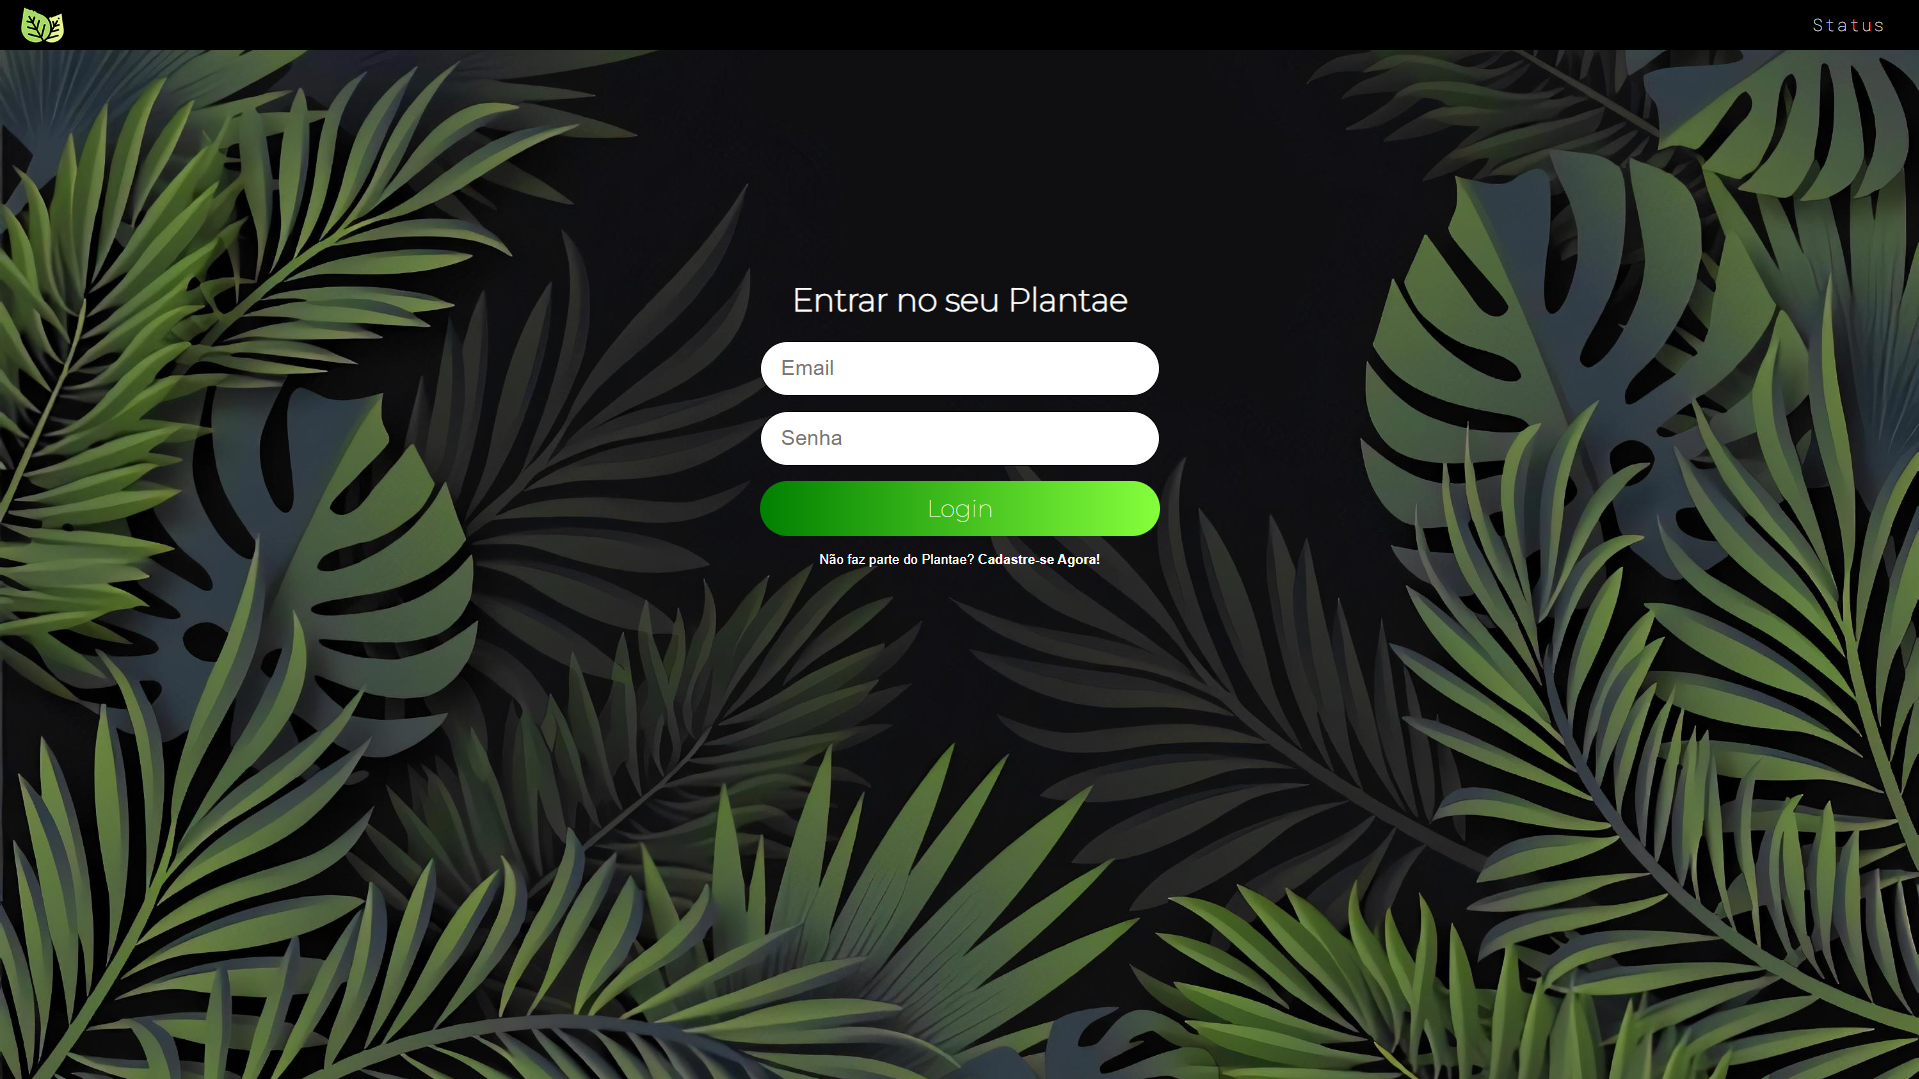 Status
Entrar no seu Plantae
Email
Senha
Login
Não faz parte do Plantae? Cadastre-se Agora!